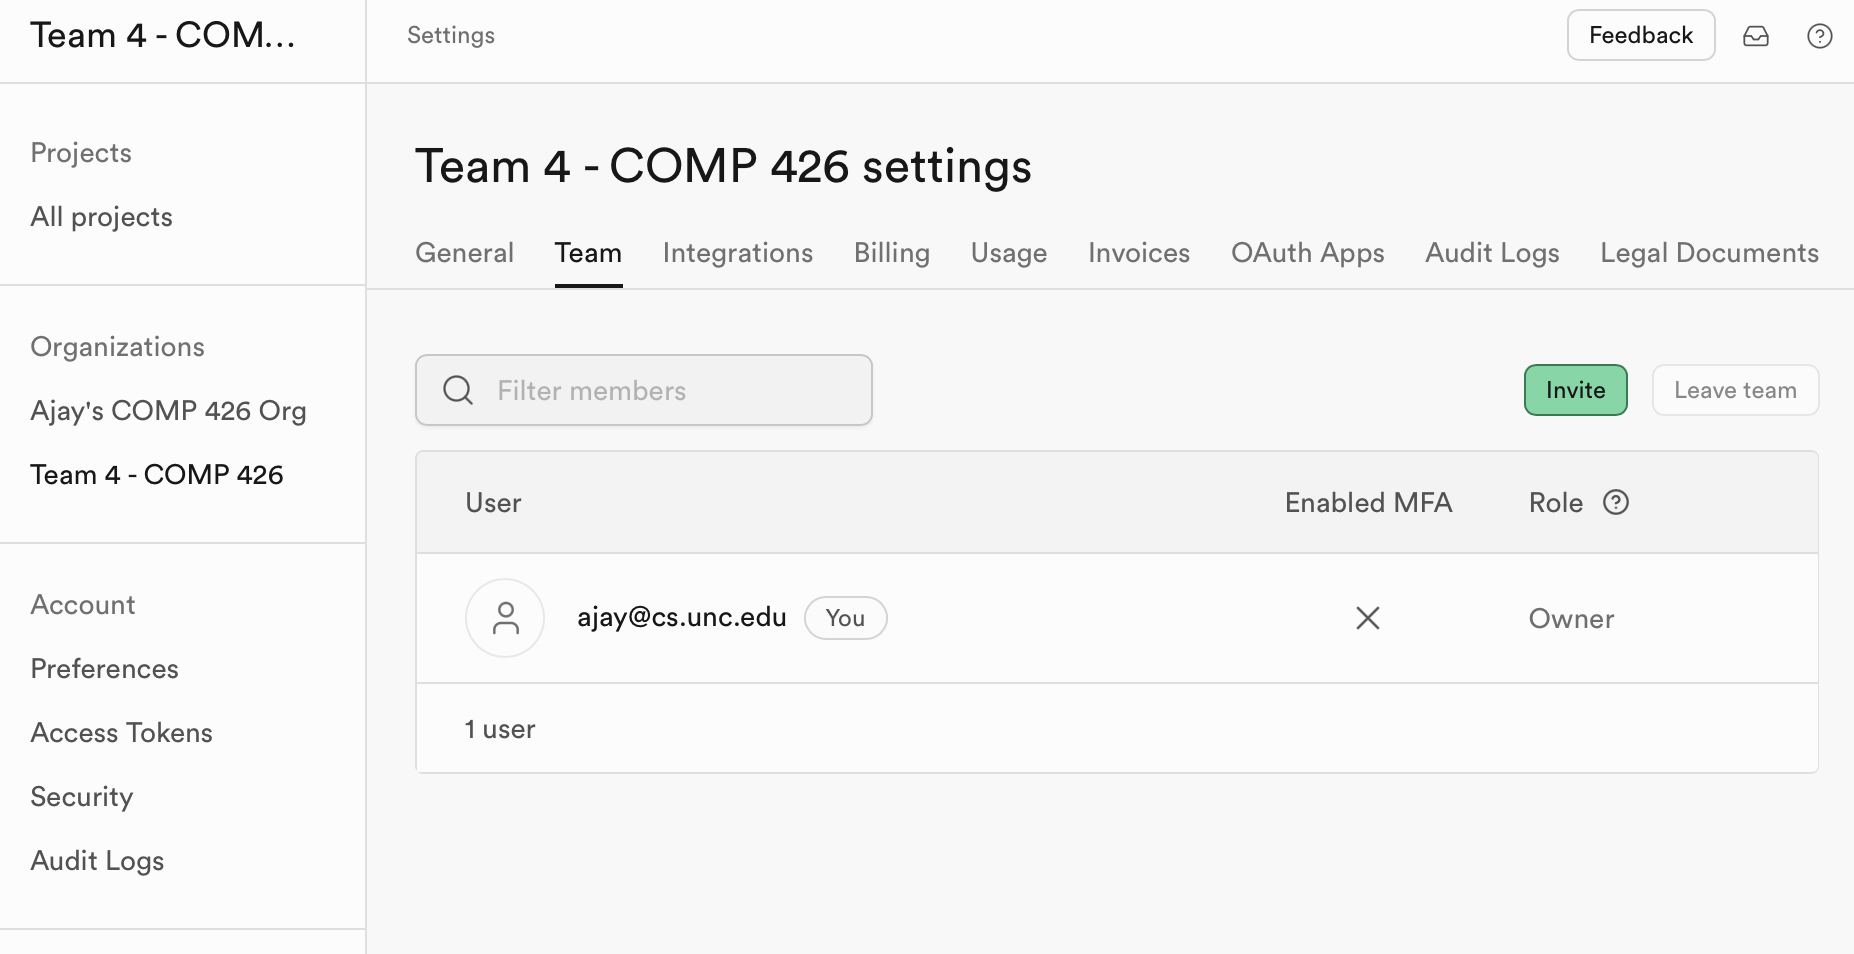 Team 4 - COM...
Settings
Feedback
Projects
All projects
Organizations
Ajay's COMP 426 Org
Team 4 - COMP 426
Account
Preferences
Access Tokens
Security
Audit Logs
Team 4 - COMP 426 settings
General Team Integrations Billing Usage Invoices OAuth Apps Audit Logs Legal Documents
Filter members
Invite Leave team
User Enabled MFA Role
ajay@cs.unc.edu You Owner
1 user